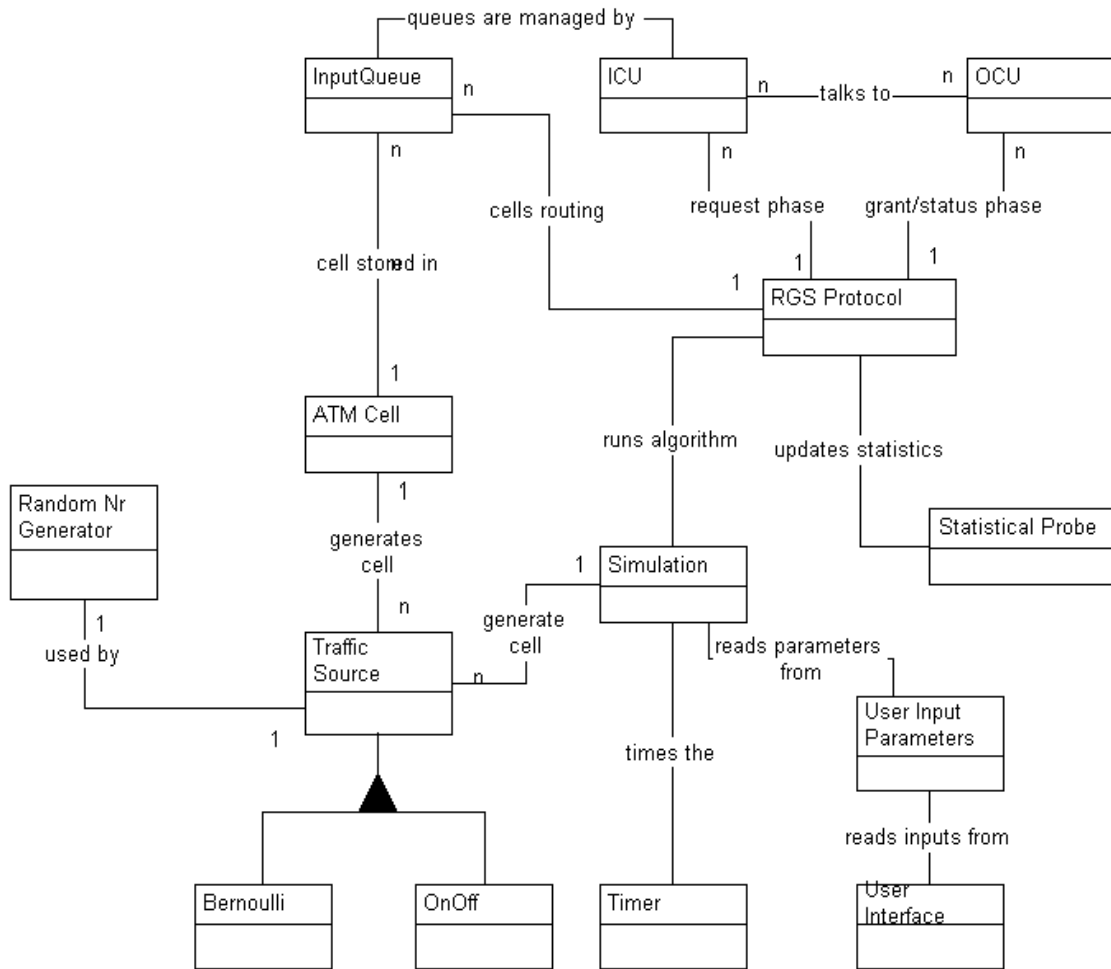 queues are managed by
InputQueue
ICU
OCU
n
n
talks to
n
n
n
n
cells routing
request phase
grant/status phase
cell stored in
1
1
1
RGS Protocol
1
ATM Cell
runs algorithm
updates statistics
1
Random Nr
Generator
generates
cell
Statistical Probe
1
Simulation
n
1
used by
Traffic
Source
generate
cell
n
reads parameters
from
1
User Input
Parameters
times the
reads inputs from
Bernoulli
OnOff
Timer
User
Interface